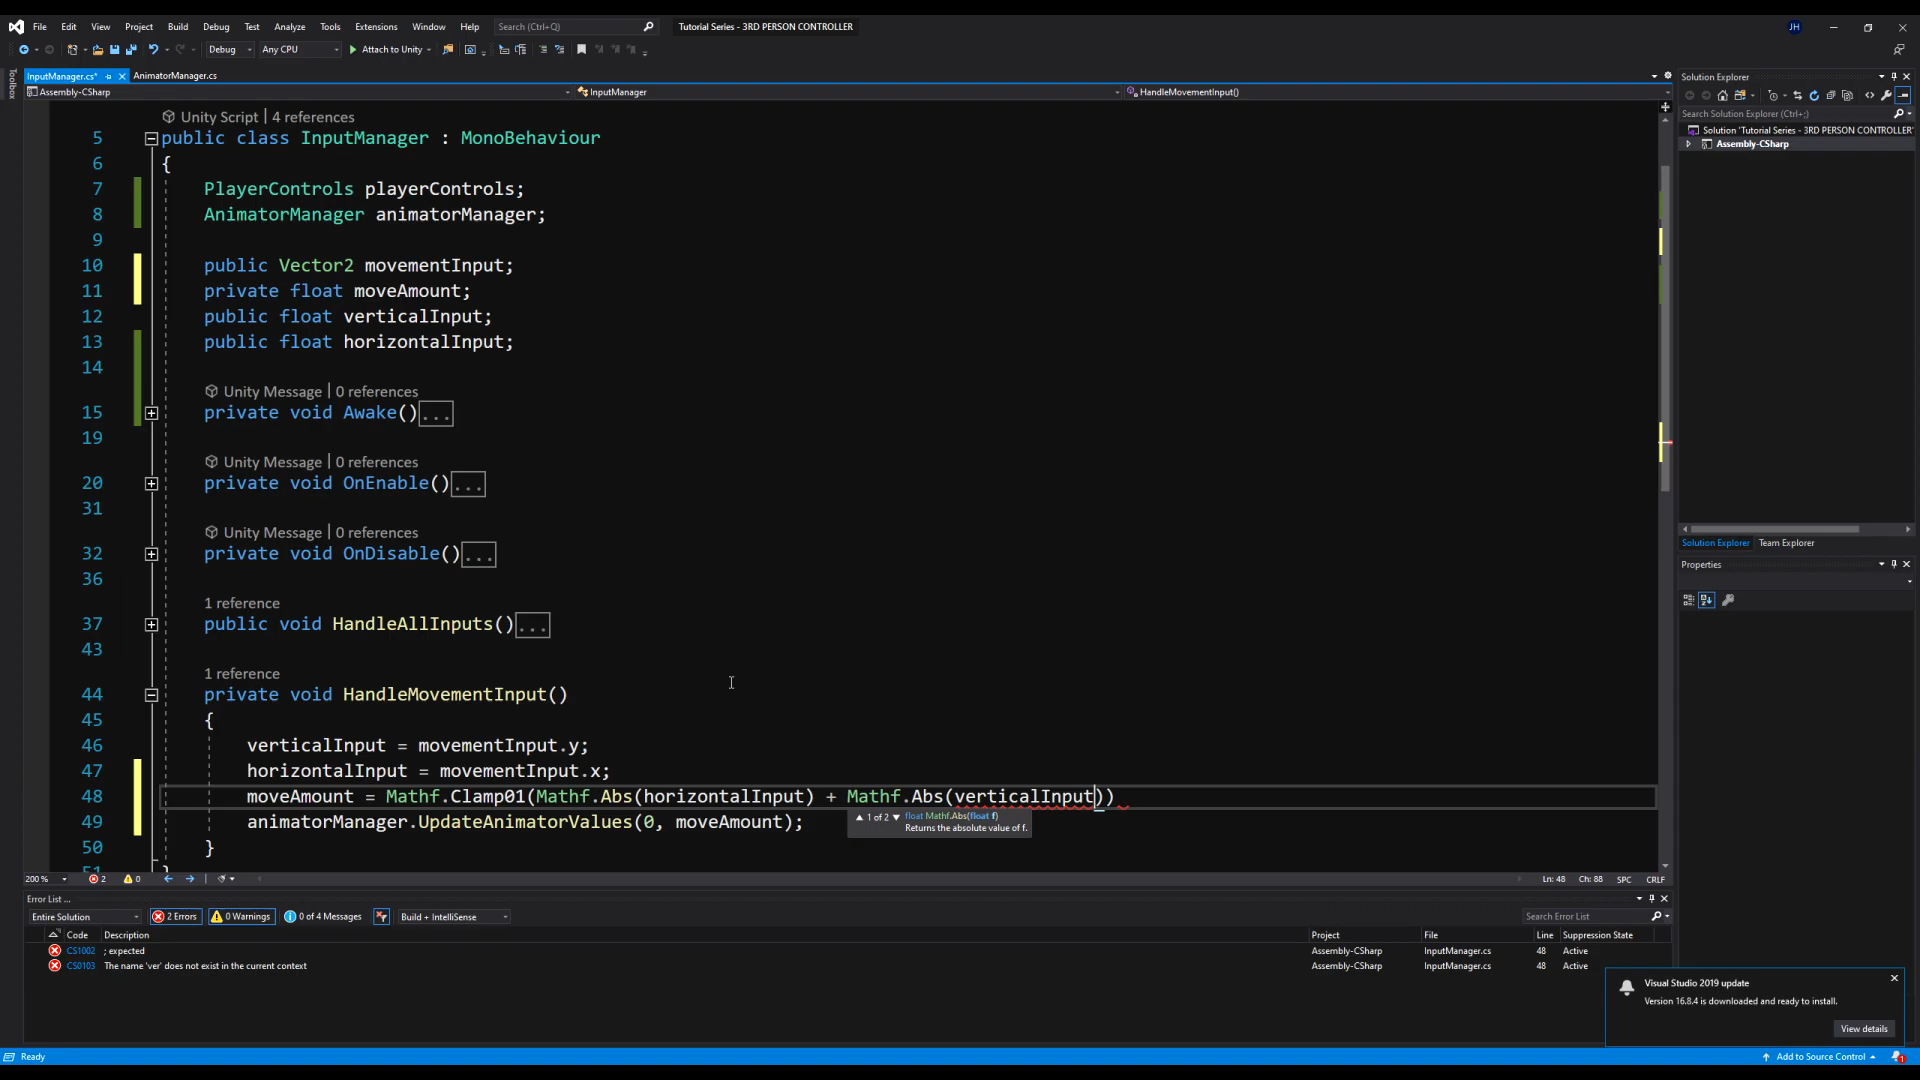 File Edit View Project Build Debug Test Analyze Tools Extensions Window Help Search (Ctrl+Q) Tutorial Series - 3RD PERSON CONTROLLER JH
Debug Any CPU Attach to Unity
Toolbox
InputManager.cs* AnimatorManager.cs
Assembly-CSharp InputManager HandleMovementInput()
Unity Script | 4 references
5 public class InputManager : MonoBehaviour
6 {
7 PlayerControls playerControls;
8 AnimatorManager animatorManager;
9
10 public Vector2 movementInput;
11 private float moveAmount;
12 public float verticalInput;
13 public float horizontalInput;
14
Unity Message | 0 references
15 private void Awake()...
19
Unity Message | 0 references
20 private void OnEnable()...
31
Unity Message | 0 references
32 private void OnDisable()...
36
1 reference
37 public void HandleAllInputs()...
43
1 reference
44 private void HandleMovementInput()
45 {
46 verticalInput = movementInput.y;
47 horizontalInput = movementInput.x;
48 moveAmount = Mathf.Clamp01(Mathf.Abs(horizontalInput) + Mathf.Abs(verticalInput))
1 of 2 float Mathf.Abs(float f)
Returns the absolute value of f.
49 animatorManager.UpdateAnimatorValues(0, moveAmount);
50 }
51 }
200 % 2 0 Ln: 48 Ch: 88 SPC CRLF
Error List ...
Entire Solution 2 Errors 0 Warnings 0 of 4 Messages Build + IntelliSense Search Error List
Code Description Project File Line Suppression State
CS1002 ; expected Assembly-CSharp InputManager.cs 48 Active
CS0103 The name 'ver' does not exist in the current context Assembly-CSharp InputManager.cs 48 Active
Solution Explorer
Search Solution Explorer (Ctrl+;)
Solution 'Tutorial Series - 3RD PERSON CONTROLLER'
Assembly-CSharp
Solution Explorer Team Explorer
Properties
Visual Studio 2019 update
Version 16.8.4 is downloaded and ready to install.
View details
Ready Add to Source Control 1